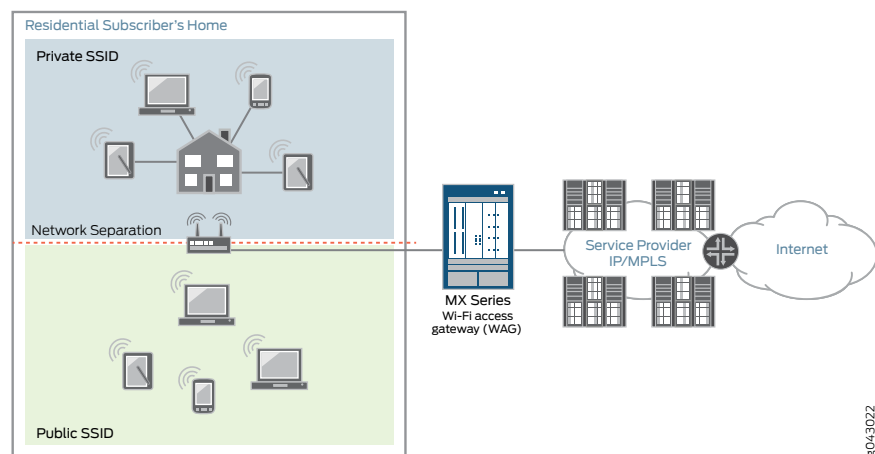 Residential Subscriber's Home
Private SSID
Network Separation
Public SSID
MX Series
Wi-Fi access
gateway (WAG)
Service Provider
IP/MPLS
Internet
g043022